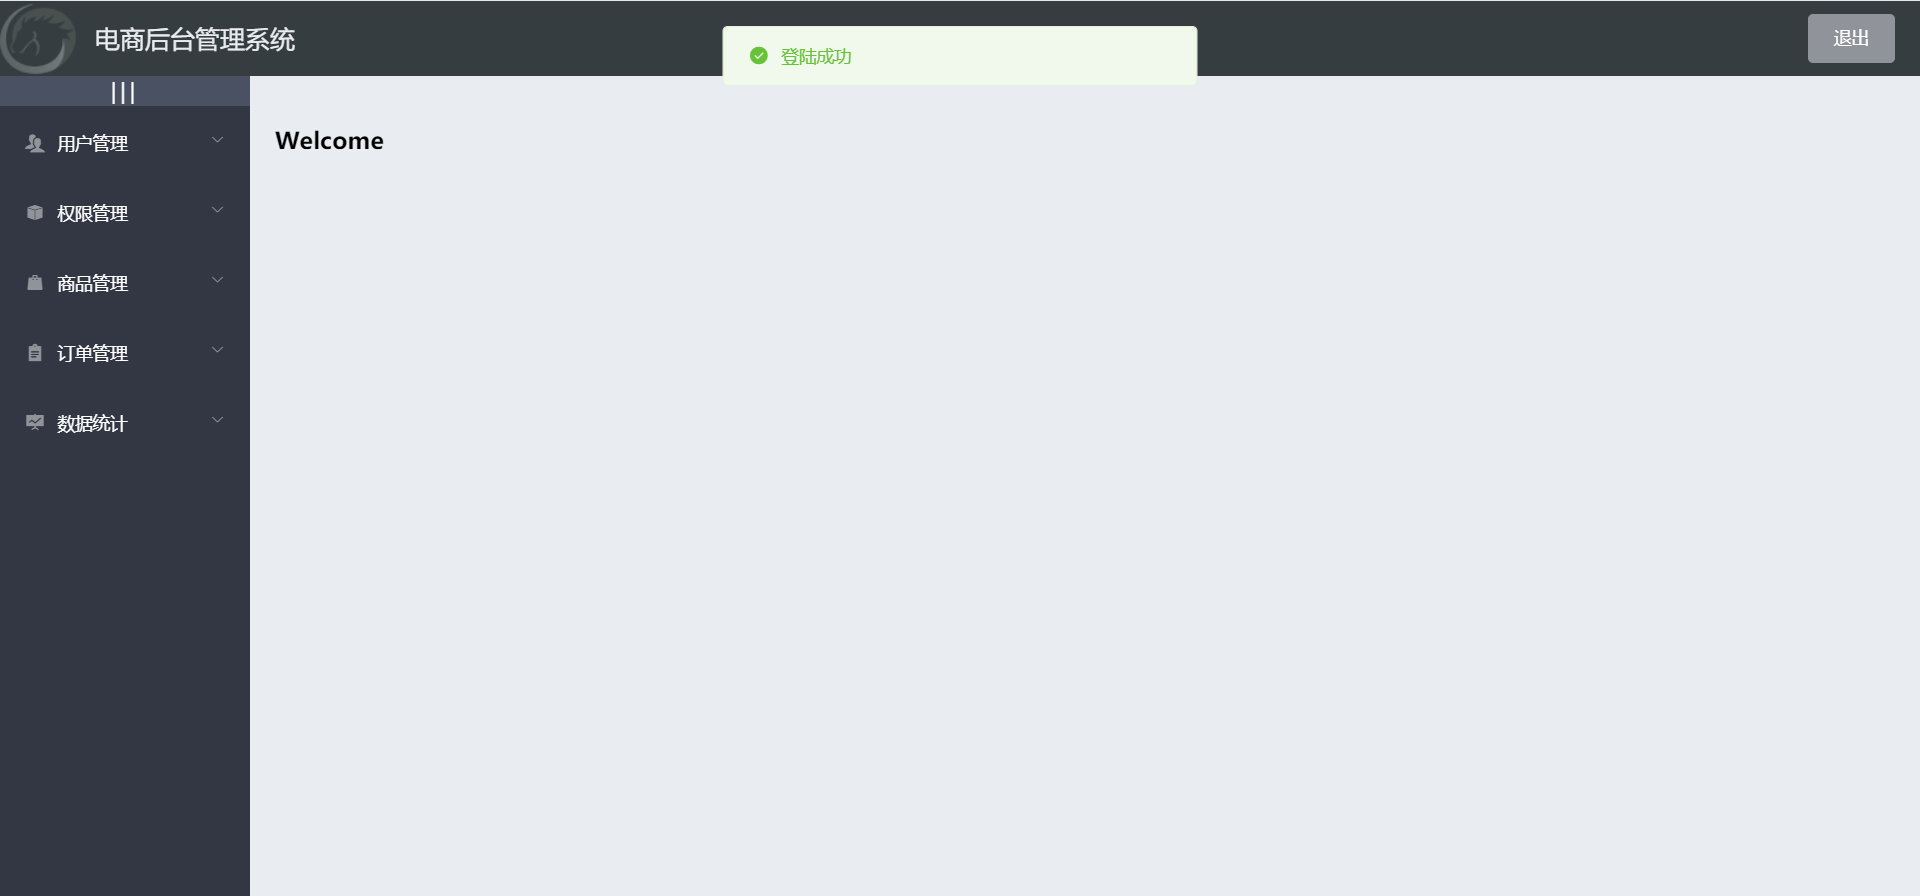 电商后台管理系统
登陆成功
退出
|||
Welcome
用户管理
权限管理
商品管理
订单管理
数据统计